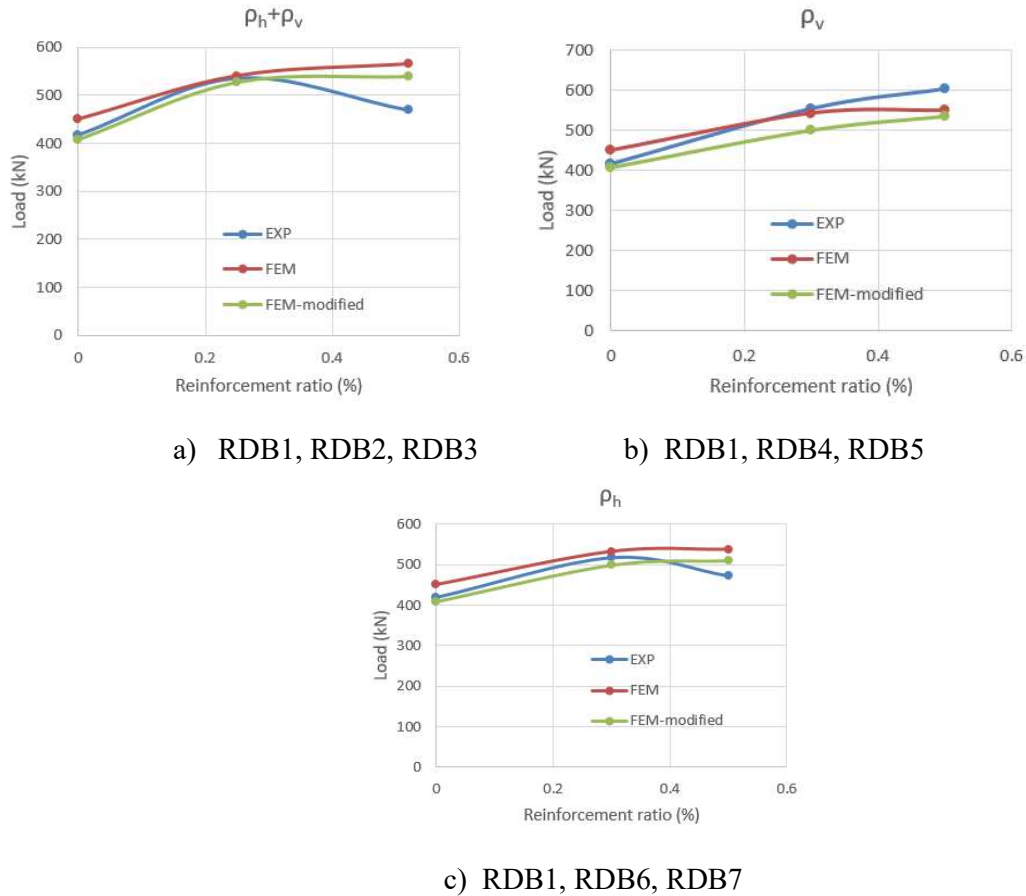 ρh+ρv
600
500
400
300
200
100
0
Load (kN)
EXP
FEM
FEM-modified
0 0.2 0.4 0.6
Reinforcement ratio (%)
a) RDB1, RDB2, RDB3
ρv
700
600
500
400
300
200
100
0
Load (kN)
EXP
FEM
FEM-modified
0 0.2 0.4 0.6
Reinforcement ratio (%)
b) RDB1, RDB4, RDB5
ρh
600
500
400
300
200
100
0
Load (kN)
EXP
FEM
FEM-modified
0 0.2 0.4 0.6
Reinforcement ratio (%)
c) RDB1, RDB6, RDB7